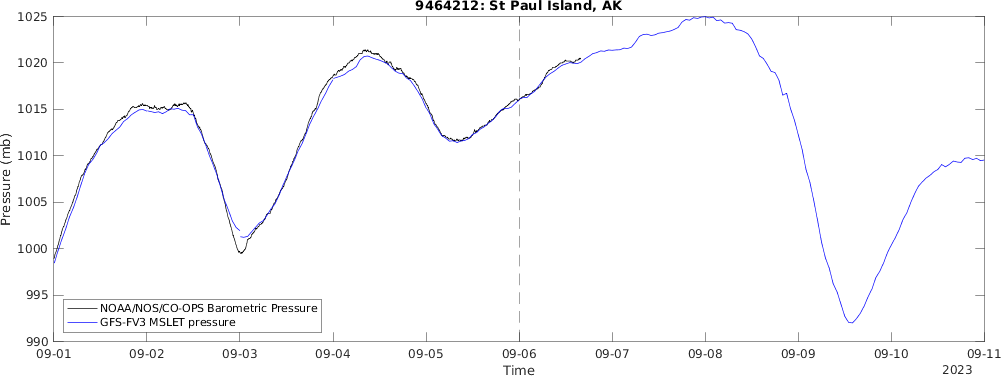 9464212: St Paul Island, AK
Pressure (mb)
1025
1020
1015
1010
1005
1000
995
990
NOAA/NOS/CO-OPS Barometric Pressure
GFS-FV3 MSLET pressure
09-01 09-02 09-03 09-04 09-05 09-06 09-07 09-08 09-09 09-10 09-11
Time
2023